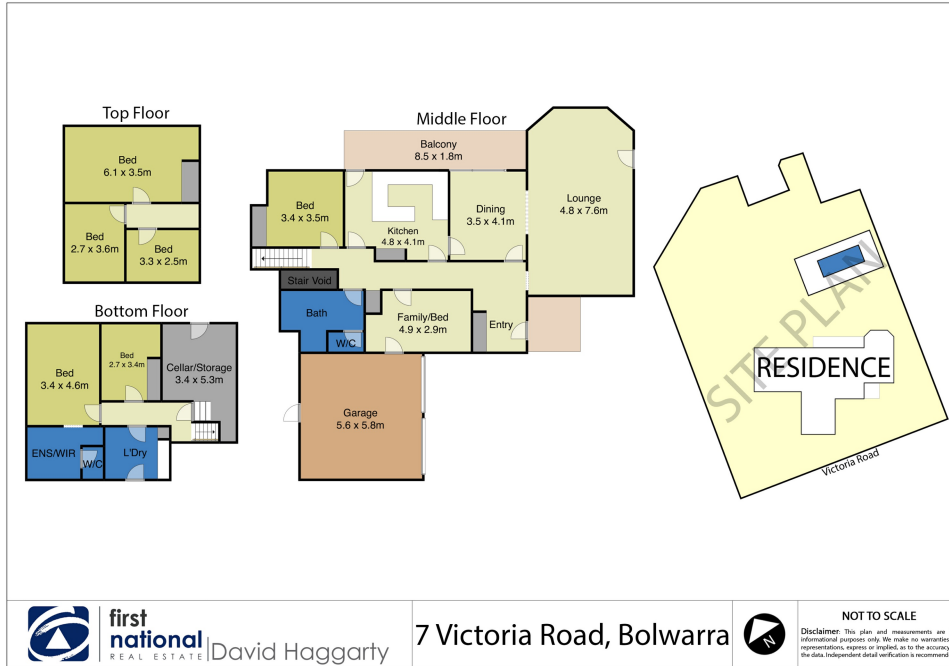 Top Floor
Bed
6.1 x 3.5m
Bed
2.7 x 3.6m
Bed
3.3 x 2.5m
Middle Floor
Balcony
8.5 x 1.8m
Bed
3.4 x 3.5m
Kitchen
4.8 x 4.1m
Dining
3.5 x 4.1m
Lounge
4.8 x 7.6m
Stair Void
Bath
W/C
Family/Bed
4.9 x 2.9m
Entry
Garage
5.6 x 5.8m
Bottom Floor
Bed
3.4 x 4.6m
Bed
2.7 x 3.4m
Cellar/Storage
3.4 x 5.3m
ENS/WIR
W/C
L'Dry
SITE PLAN
RESIDENCE
Victoria Road
first
national
REAL ESTATE
David Haggarty
7 Victoria Road, Bolwarra
N
NOT TO SCALE
Disclaimer: This plan and measurements are
informational purposes only. We make no warranties
representations, express or implied, as to the accura
the data. Independent detail verification is recommend